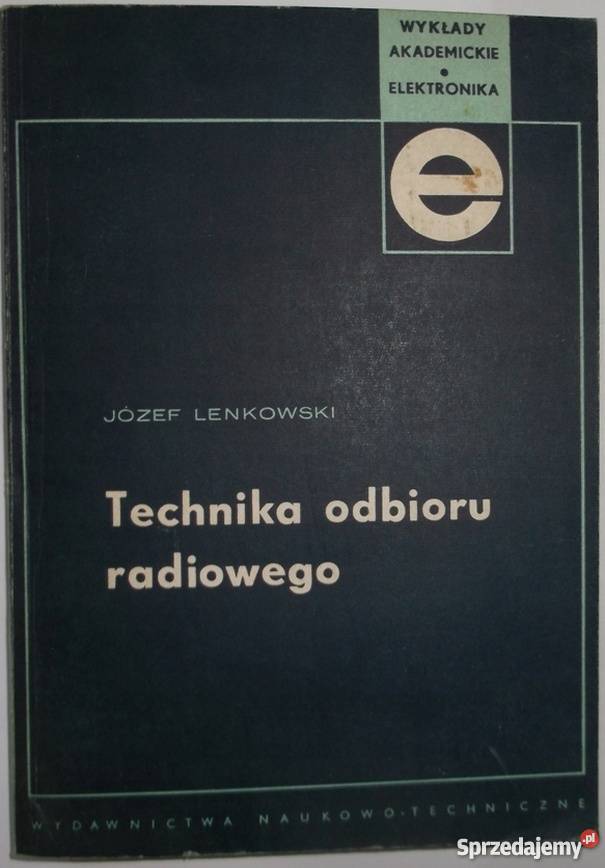 WYKŁADY
AKADEMICKIE
•
ELEKTRONIKA
e
JÓZEF LENKOWSKI
Technika odbioru
radiowego
WYDAWNICTWA NAUKOWO-TECHNICZNE
Sprzedajemy.pl